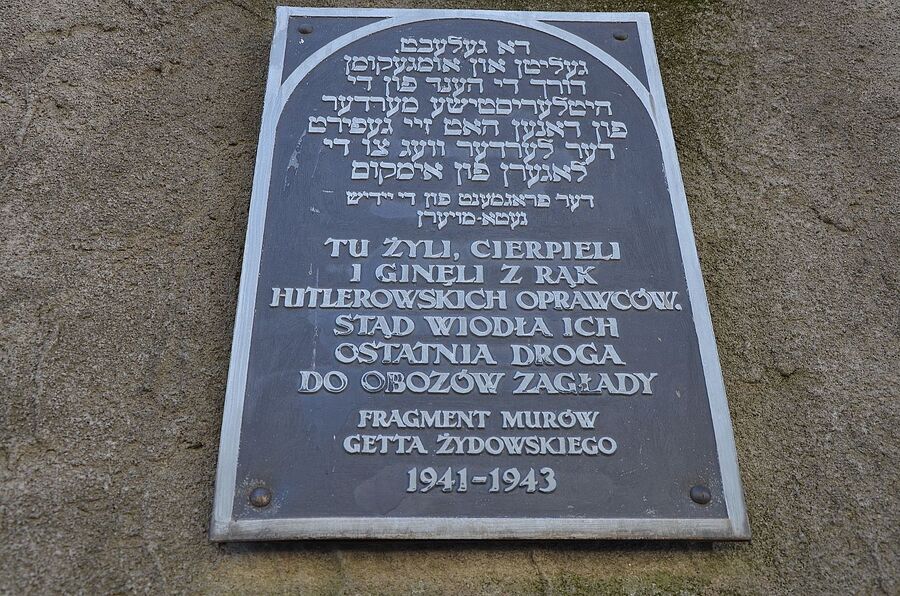 דא געלעבט,
געליטן און אומגעקומען
דורך די הענד פון די
היטלעריסטישע מערדער
פון דאנען האט זיי געפירט
דער לעצטער וועג צו די
לאגערן פון אומקום
דער פראגמענט פון די יידיש
געטא-מויערן
TU ŻYLI, CIERPIELI
I GINĘLI Z RĄK
HITLEROWSKICH OPRAWCÓW.
STĄD WIODŁA ICH
OSTATNIA DROGA
DO OBOZÓW ZAGŁADY
FRAGMENT MURÓW
GETTA ŻYDOWSKIEGO
1941-1943